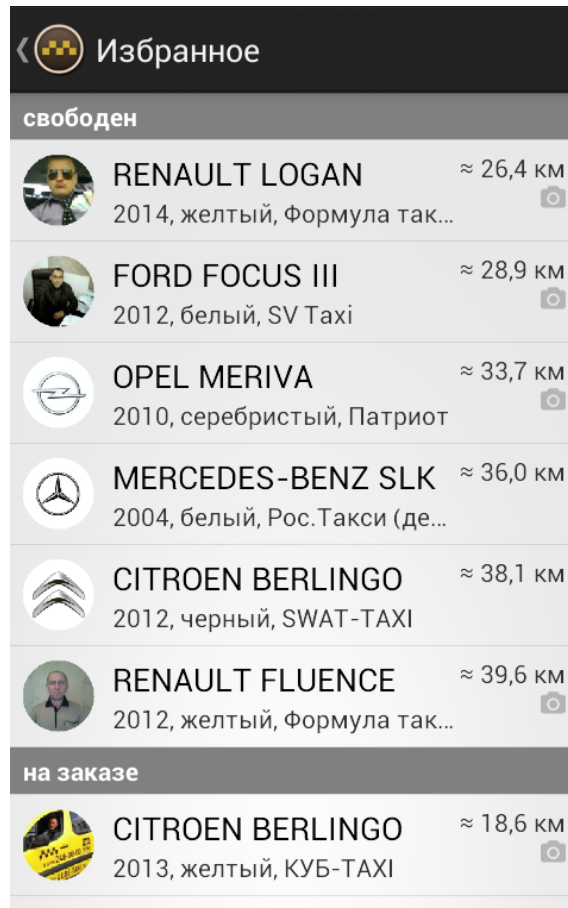 Избранное
свободен
RENAULT LOGAN ≈ 26,4 км
2014, желтый, Формула так...
FORD FOCUS III ≈ 28,9 км
2012, белый, SV Taxi
OPEL MERIVA ≈ 33,7 км
2010, серебристый, Патриот
MERCEDES-BENZ SLK ≈ 36,0 км
2004, белый, Рос.Такси (де...
CITROEN BERLINGO ≈ 38,1 км
2012, черный, SWAT-TAXI
RENAULT FLUENCE ≈ 39,6 км
2012, желтый, Формула так...
на заказе
CITROEN BERLINGO ≈ 18,6 км
2013, желтый, КУБ-TAXI